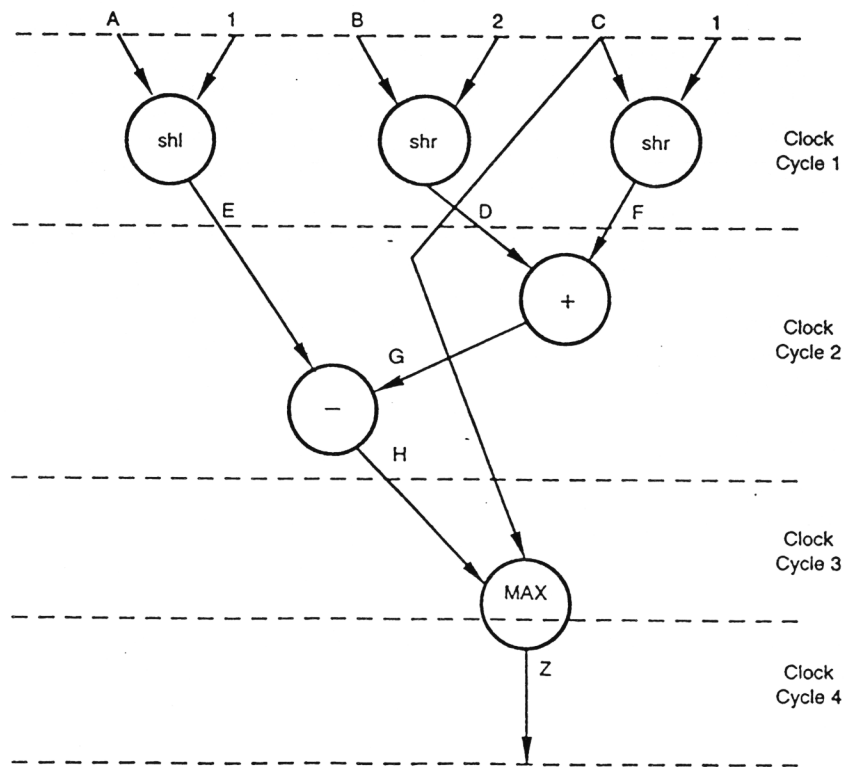 A 1 B 2 C 1
shl shr shr
Clock
Cycle 1
E D F
+
Clock
Cycle 2
G
−
H
Clock
Cycle 3
MAX
Z
Clock
Cycle 4